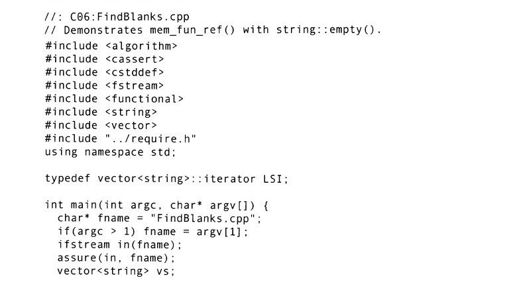 //: C06:FindBlanks.cpp
// Demonstrates mem_fun_ref() with string::empty().
#include <algorithm>
#include <cassert>
#include <cstddef>
#include <fstream>
#include <functional>
#include <string>
#include <vector>
#include "../require.h"
using namespace std;

typedef vector<string>::iterator LSI;

int main(int argc, char* argv[]) {
  char* fname = "FindBlanks.cpp";
  if(argc > 1) fname = argv[1];
  ifstream in(fname);
  assure(in, fname);
  vector<string> vs;